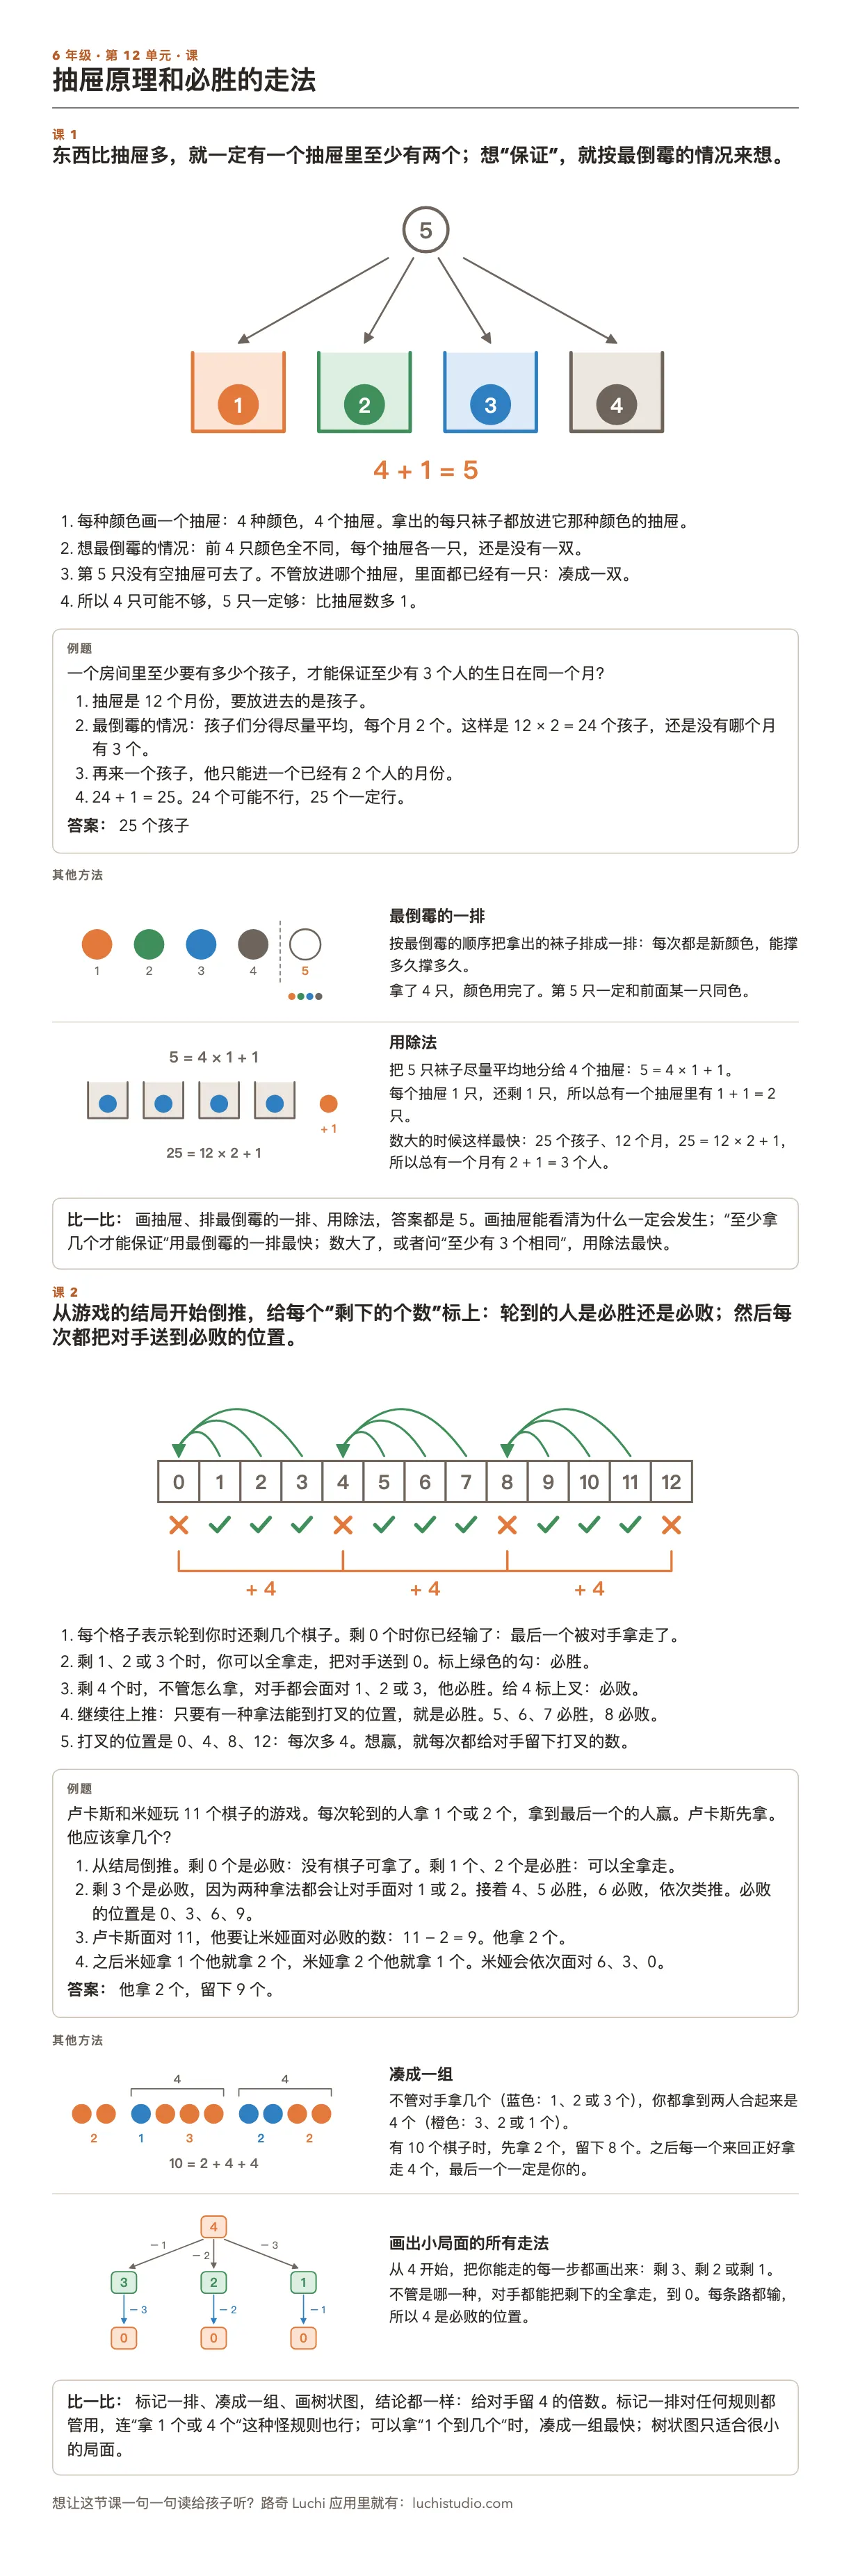 6 年级 · 第 12 单元 · 课
抽屉原理和必胜的走法
课 1
东西比抽屉多，就一定有一个抽屉里至少有两个；想“保证”，就按最倒霉的情况来想。
5
1 2 3 4
4 + 1 = 5
1. 每种颜色画一个抽屉：4 种颜色，4 个抽屉。拿出的每只袜子都放进它那种颜色的抽屉。
2. 想最倒霉的情况：前 4 只颜色全不同，每个抽屉各一只，还是没有一双。
3. 第 5 只没有空抽屉可去了。不管放进哪个抽屉，里面都已经有一只：凑成一双。
4. 所以 4 只可能不够，5 只一定够：比抽屉数多 1。
例题
一个房间里至少要有多少个孩子，才能保证至少有 3 个人的生日在同一个月？
1. 抽屉是 12 个月份，要放进去的是孩子。
2. 最倒霉的情况：孩子们分得尽量平均，每个月 2 个。这样是 12 × 2 = 24 个孩子，还是没有哪个月
有 3 个。
3. 再来一个孩子，他只能进一个已经有 2 个人的月份。
4. 24 + 1 = 25。24 个可能不行，25 个一定行。
答案： 25 个孩子
其他方法
1 2 3 4 5
最倒霉的一排
按最倒霉的顺序把拿出的袜子排成一排：每次都是新颜色，能撑
多久撑多久。
拿了 4 只，颜色用完了。第 5 只一定和前面某一只同色。
5 = 4 × 1 + 1
+ 1
25 = 12 × 2 + 1
用除法
把 5 只袜子尽量平均地分给 4 个抽屉：5 = 4 × 1 + 1。
每个抽屉 1 只，还剩 1 只，所以总有一个抽屉里有 1 + 1 = 2
只。
数大的时候这样最快：25 个孩子、12 个月，25 = 12 × 2 + 1，
所以总有一个月有 2 + 1 = 3 个人。
比一比： 画抽屉、排最倒霉的一排、用除法，答案都是 5。画抽屉能看清为什么一定会发生；“至少拿
几个才能保证”用最倒霉的一排最快；数大了，或者问“至少有 3 个相同”，用除法最快。
课 2
从游戏的结局开始倒推，给每个“剩下的个数”标上：轮到的人是必胜还是必败；然后每
次都把对手送到必败的位置。
0 1 2 3 4 5 6 7 8 9 10 11 12
+ 4 + 4 + 4
1. 每个格子表示轮到你时还剩几个棋子。剩 0 个时你已经输了：最后一个被对手拿走了。
2. 剩 1、2 或 3 个时，你可以全拿走，把对手送到 0。标上绿色的勾：必胜。
3. 剩 4 个时，不管怎么拿，对手都会面对 1、2 或 3，他必胜。给 4 标上叉：必败。
4. 继续往上推：只要有一种拿法能到打叉的位置，就是必胜。5、6、7 必胜，8 必败。
5. 打叉的位置是 0、4、8、12：每次多 4。想赢，就每次都给对手留下打叉的数。
例题
卢卡斯和米娅玩 11 个棋子的游戏。每次轮到的人拿 1 个或 2 个，拿到最后一个的人赢。卢卡斯先拿。
他应该拿几个？
1. 从结局倒推。剩 0 个是必败：没有棋子可拿了。剩 1 个、2 个是必胜：可以全拿走。
2. 剩 3 个是必败，因为两种拿法都会让对手面对 1 或 2。接着 4、5 必胜，6 必败，依次类推。必败
的位置是 0、3、6、9。
3. 卢卡斯面对 11，他要让米娅面对必败的数：11 − 2 = 9。他拿 2 个。
4. 之后米娅拿 1 个他就拿 2 个，米娅拿 2 个他就拿 1 个。米娅会依次面对 6、3、0。
答案： 他拿 2 个，留下 9 个。
其他方法
4 4
2 1 3 2 2
10 = 2 + 4 + 4
凑成一组
不管对手拿几个（蓝色：1、2 或 3 个），你都拿到两人合起来是
4 个（橙色：3、2 或 1 个）。
有 10 个棋子时，先拿 2 个，留下 8 个。之后每一个来回正好拿
走 4 个，最后一个一定是你的。
4
− 1 − 2 − 3
3 2 1
− 3 − 2 − 1
0 0 0
画出小局面的所有走法
从 4 开始，把你能走的每一步都画出来：剩 3、剩 2 或剩 1。
不管是哪一种，对手都能把剩下的全拿走，到 0。每条路都输，
所以 4 是必败的位置。
比一比： 标记一排、凑成一组、画树状图，结论都一样：给对手留 4 的倍数。标记一排对任何规则都
管用，连“拿 1 个或 4 个”这种怪规则也行；可以拿“1 个到几个”时，凑成一组最快；树状图只适合很小
的局面。
想让这节课一句一句读给孩子听？路奇 Luchi 应用里就有：luchistudio.com